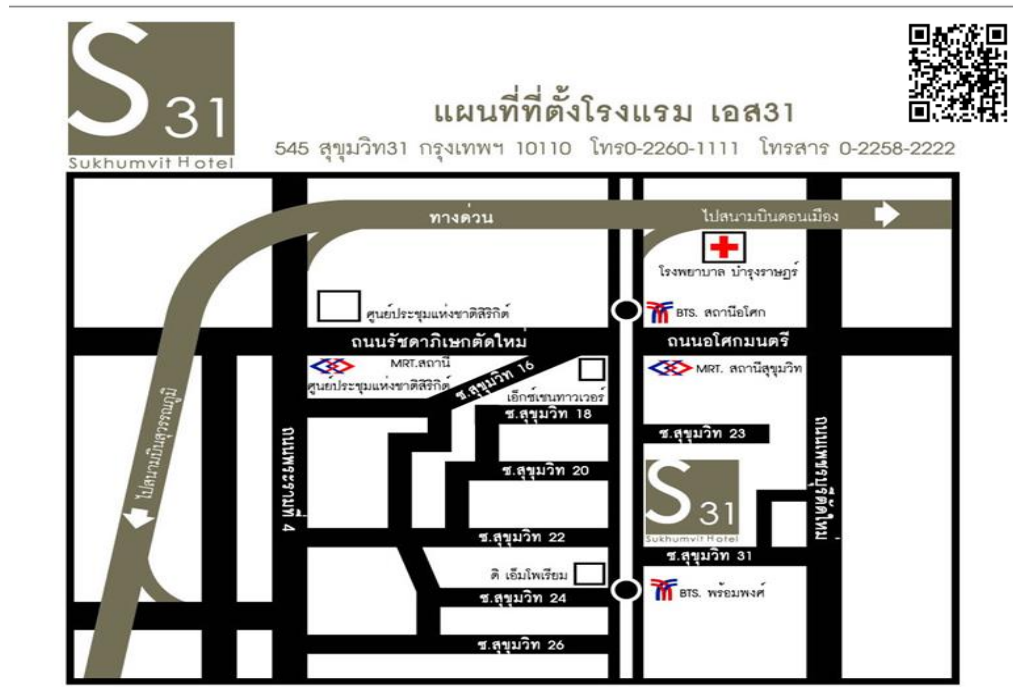 S 31
Sukhumvit Hotel
แผนที่ที่ตั้งโรงแรม เอส31
545 สุขุมวิท31 กรุงเทพฯ 10110 โทร0-2260-1111 โทรสาร 0-2258-2222
ทางด่วน
ไปสนามบินดอนเมือง
โรงพยาบาล บำรุงราษฎร์
ศูนย์ประชุมแห่งชาติสิริกิต์
BTS. สถานีอโศก
ถนนรัชดาภิเษกตัดใหม่
ถนนอโศกมนตรี
MRT.สถานี
ศูนย์ประชุมแห่งชาติสิริกิต์
ซ.สุขุมวิท 16
เอ็กซ์เชนทาวเวอร์
MRT. สถานีสุขุมวิท
ซ.สุขุมวิท 18
ซ.สุขุมวิท 23
ไปสนามบินสุวรรณภูมิ
ถนนพระรามที่ 4
ถนนเพชรบุรีตัดใหม่
ซ.สุขุมวิท 20
S 31
Sukhumvit Hotel
ซ.สุขุมวิท 22
ซ.สุขุมวิท 31
ดิ เอ็มโพเรียม
BTS. พร้อมพงศ์
ซ.สุขุมวิท 24
ซ.สุขุมวิท 26